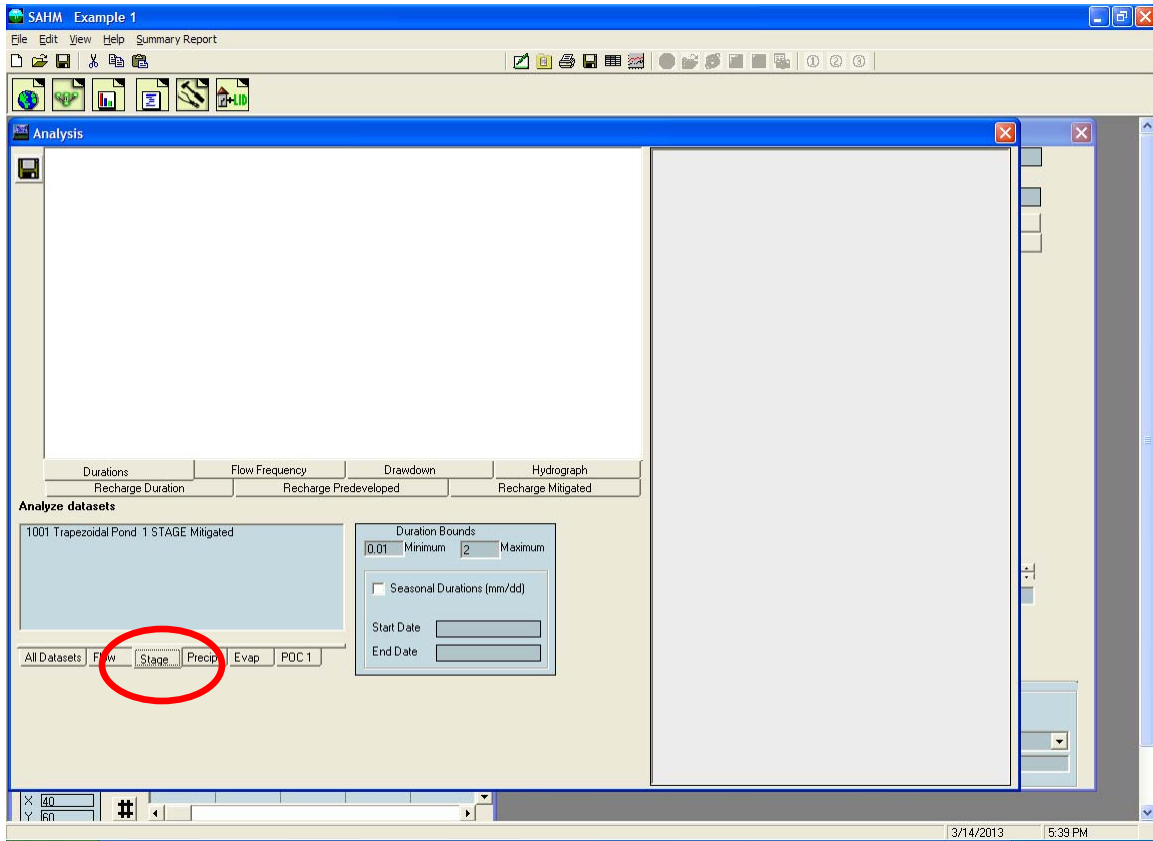 SAHM Example 1
File Edit View Help Summary Report
+LID
Analysis
Durations Flow Frequency Drawdown Hydrograph
Recharge Duration Recharge Predeveloped Recharge Mitigated
Analyze datasets
1001 Trapezoidal Pond 1 STAGE Mitigated
Duration Bounds
0.01 Minimum 2 Maximum
Seasonal Durations (mm/dd)
Start Date
End Date
All Datasets Flow Stage Precip Evap POC 1
X 40
Y 60
#
3/14/2013 5:39 PM